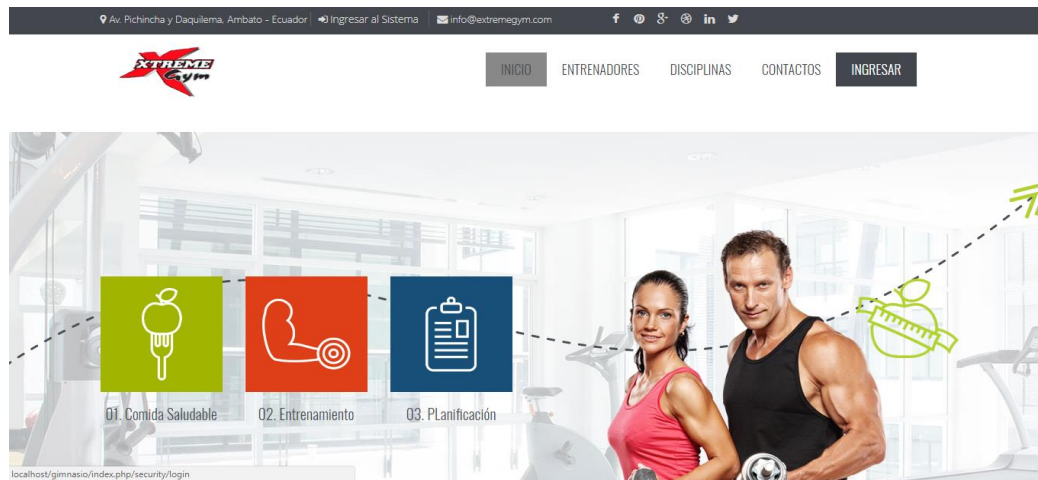 Av. Pichincha y Daquilema, Ambato - Ecuador Ingresar al Sistema info@extremegym.com
XTREME
Gym
INICIO ENTRENADORES DISCIPLINAS CONTACTOS INGRESAR
01. Comida Saludable 02. Entrenamiento 03. PLanificación
localhost/gimnasio/index.php/security/login